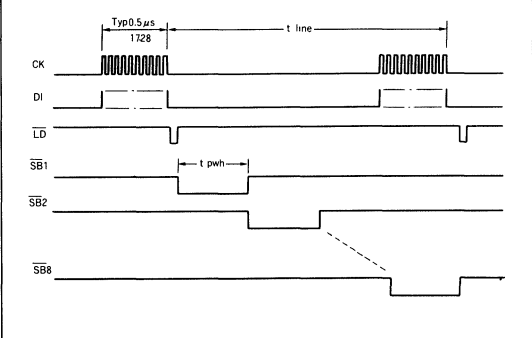 Typ0.5μs
1728
t line
CK
DI
LD
t pwh
SB1
SB2
SB8